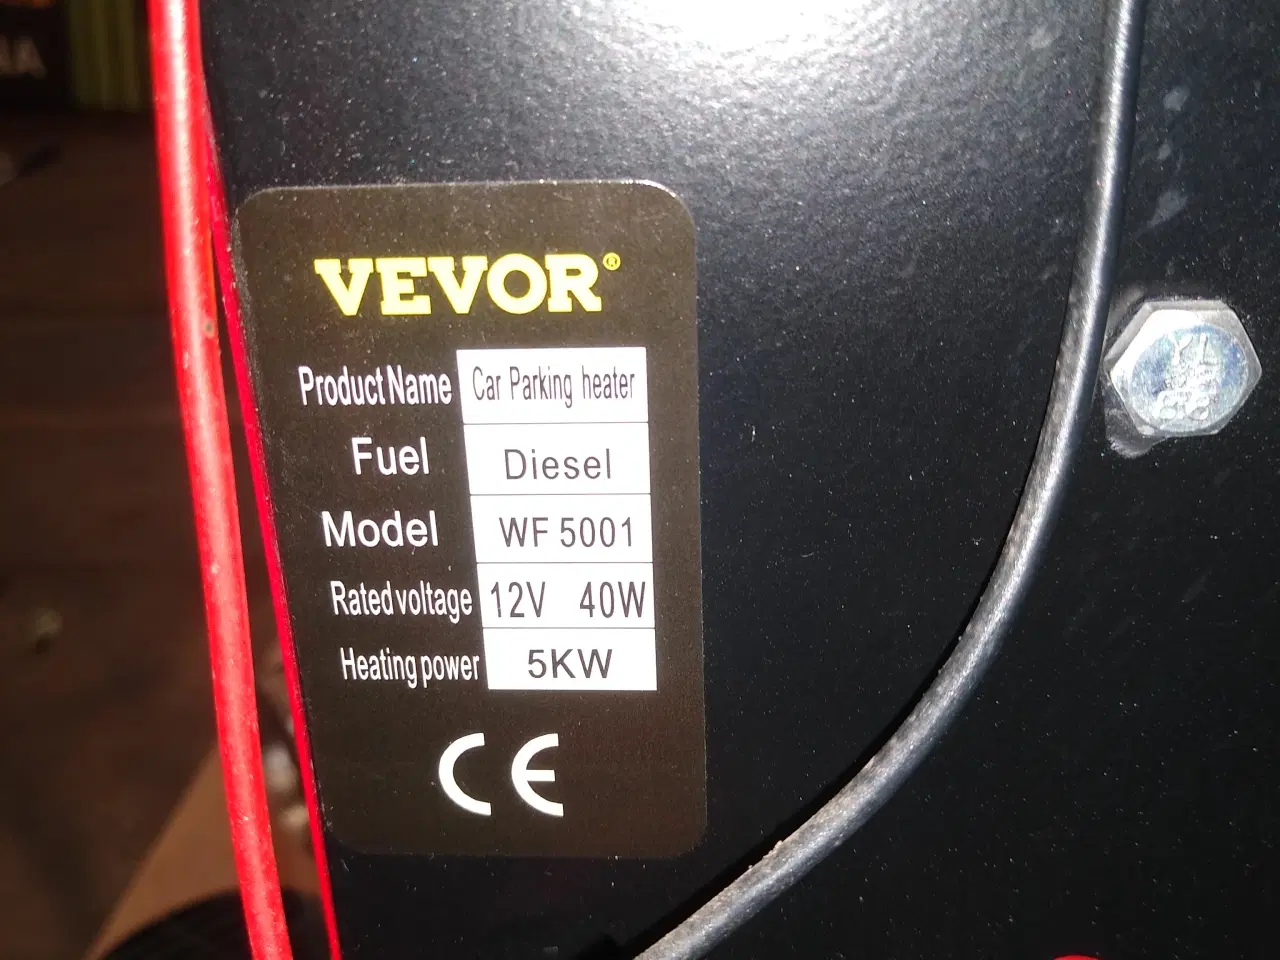 VEVOR®
Product Name Car Parking heater
Fuel Diesel
Model WF 5001
Rated voltage 12V 40W
Heating power 5KW
CE